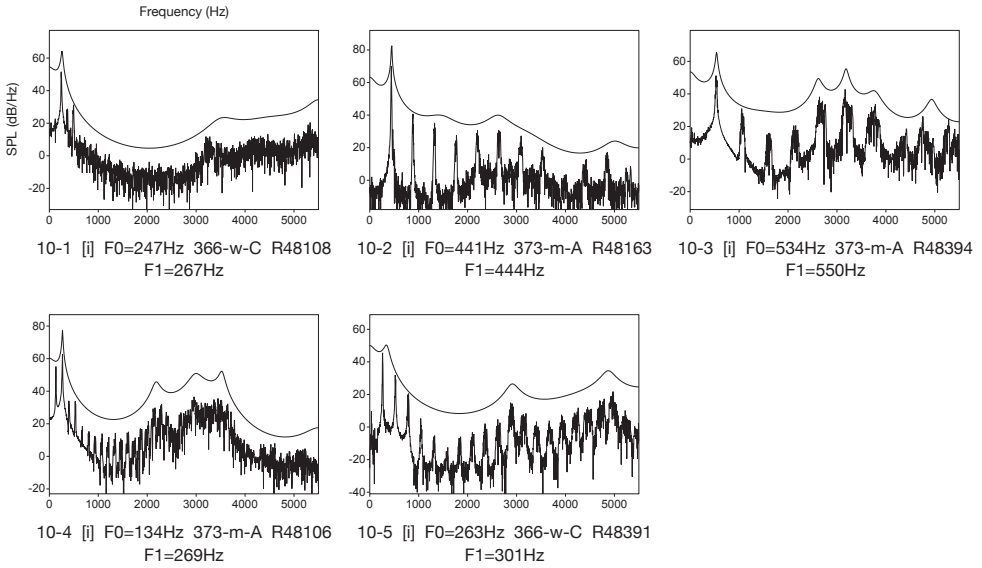 Frequency (Hz)
SPL (dB/Hz)
60
40
20
0
-20
0 1000 2000 3000 4000 5000
10-1 [i] F0=247Hz 366-w-C R48108
F1=267Hz
80
60
40
20
0
0 1000 2000 3000 4000 5000
10-2 [i] F0=441Hz 373-m-A R48163
F1=444Hz
60
40
20
0
-20
0 1000 2000 3000 4000 5000
10-3 [i] F0=534Hz 373-m-A R48394
F1=550Hz
80
60
40
20
0
-20
0 1000 2000 3000 4000 5000
10-4 [i] F0=134Hz 373-m-A R48106
F1=269Hz
60
40
20
0
-20
-40
0 1000 2000 3000 4000 5000
10-5 [i] F0=263Hz 366-w-C R48391
F1=301Hz